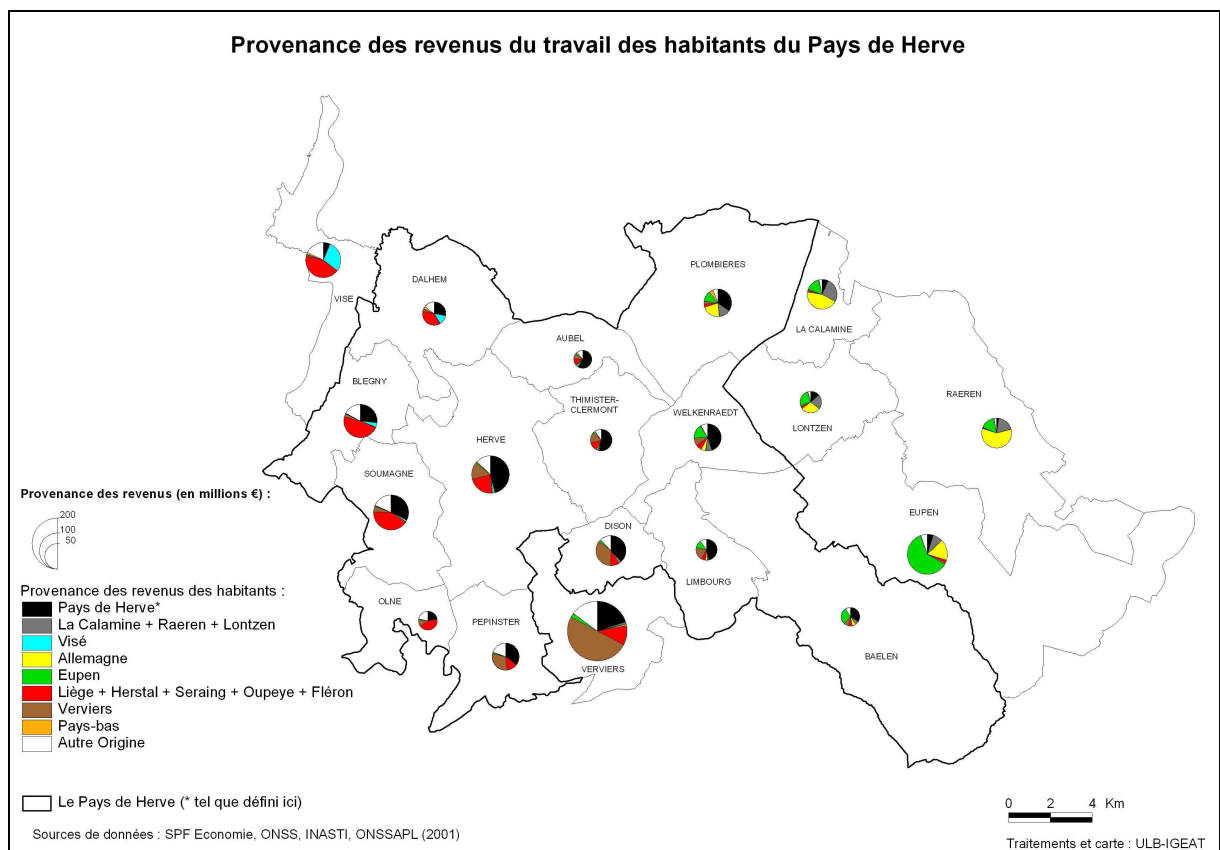 Provenance des revenus du travail des habitants du Pays de Herve
PLOMBIERES
DALHEM
VISE
LA CALAMINE
AUBEL
BLEGNY
RAEREN
THIMISTER-
CLERMONT
WELKENRAEDT
LONTZEN
HERVE
SOUMAGNE
Provenance des revenus (en millions €) :
200
100
50
EUPEN
DISON
LIMBOURG
Provenance des revenus des habitants :
Pays de Herve*
La Calamine + Raeren + Lontzen
Visé
Allemagne
Eupen
Liège + Herstal + Seraing + Oupeye + Fléron
Verviers
Pays-bas
Autre Origine
OLNE
PEPINSTER
VERVIERS
BAELEN
Le Pays de Herve (* tel que défini ici)
0 2 4 Km
Sources de données : SPF Economie, ONSS, INASTI, ONSSAPL (2001)
Traitements et carte : ULB-IGEAT